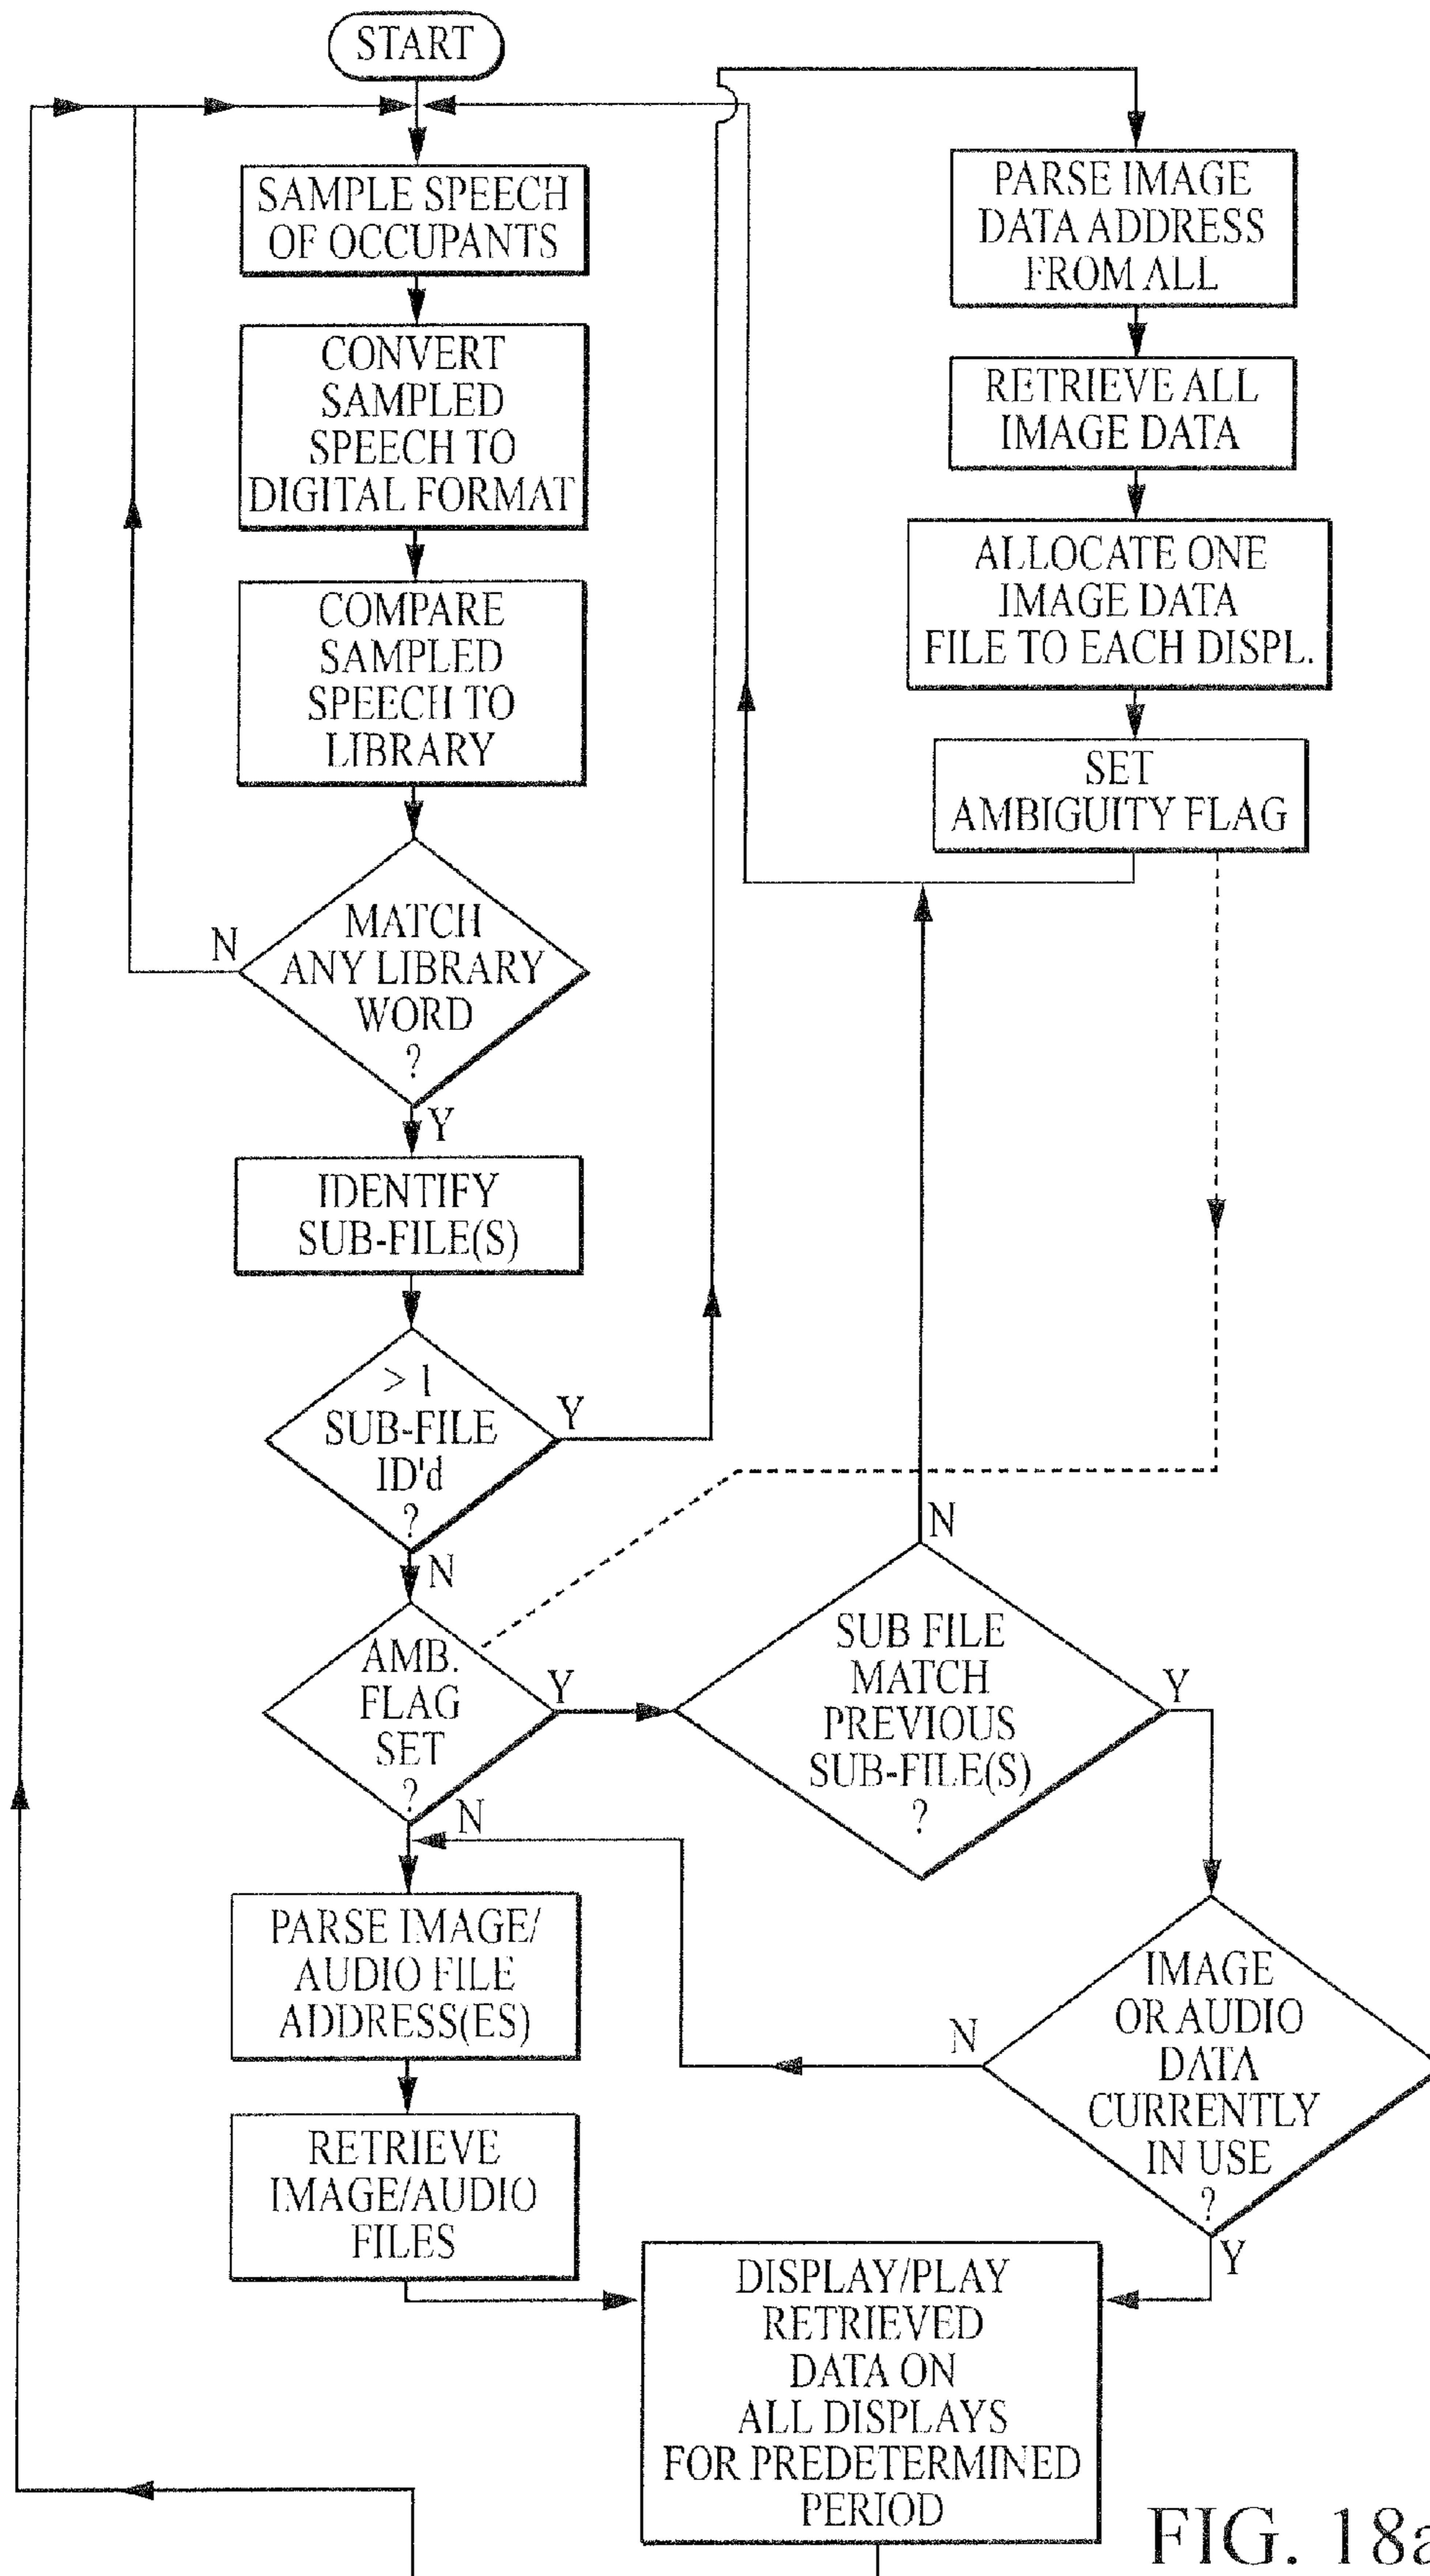 START
SAMPLE SPEECH
OF OCCUPANTS
CONVERT
SAMPLED
SPEECH TO
DIGITAL FORMAT
COMPARE
SAMPLED
SPEECH TO
LIBRARY
MATCH
ANY LIBRARY
WORD
?
N
Y
IDENTIFY
SUB-FILE(S)
> 1
SUB-FILE
ID'd
?
Y
N
AMB.
FLAG
SET
?
Y
N
PARSE IMAGE/
AUDIO FILE
ADDRESS(ES)
RETRIEVE
IMAGE/AUDIO
FILES
PARSE IMAGE
DATA ADDRESS
FROM ALL
RETRIEVE ALL
IMAGE DATA
ALLOCATE ONE
IMAGE DATA
FILE TO EACH DISPL.
SET
AMBIGUITY FLAG
N
SUB FILE
MATCH
PREVIOUS
SUB-FILE(S)
?
Y
IMAGE
OR AUDIO
DATA
CURRENTLY
IN USE
?
N
Y
DISPLAY/PLAY
RETRIEVED
DATA ON
ALL DISPLAYS
FOR PREDETERMINED
PERIOD
FIG. 18a